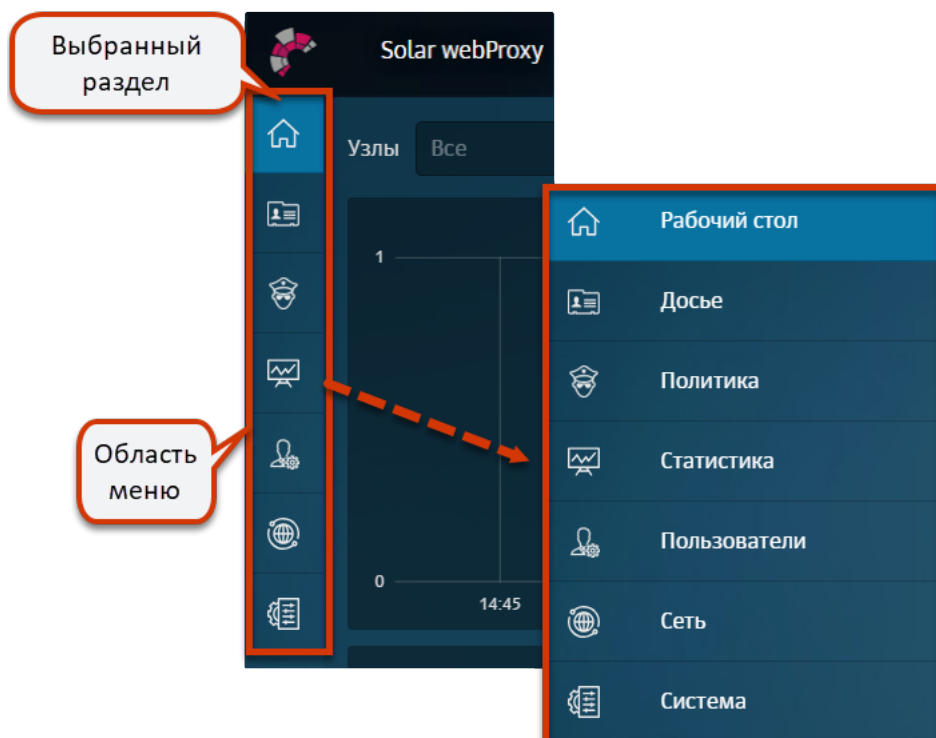 Выбранный
раздел
Solar webProxy
Узлы
Все
1
0
14:45
Область
меню
Рабочий стол
Досье
Политика
Статистика
Пользователи
Сеть
Система